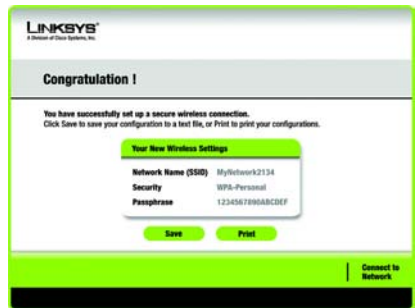 LINKSYS®
A Division of Cisco Systems, Inc.
Congratulation !
You have successfully set up a secure wireless connection.
Click Save to save your configuration to a text file, or Print to print your configurations.
Your New Wireless Settings
Network Name (SSID) MyNetwork2134
Security WPA-Personal
Passphrase 1234567890ABCDEF
Save Print
Connect to
Network